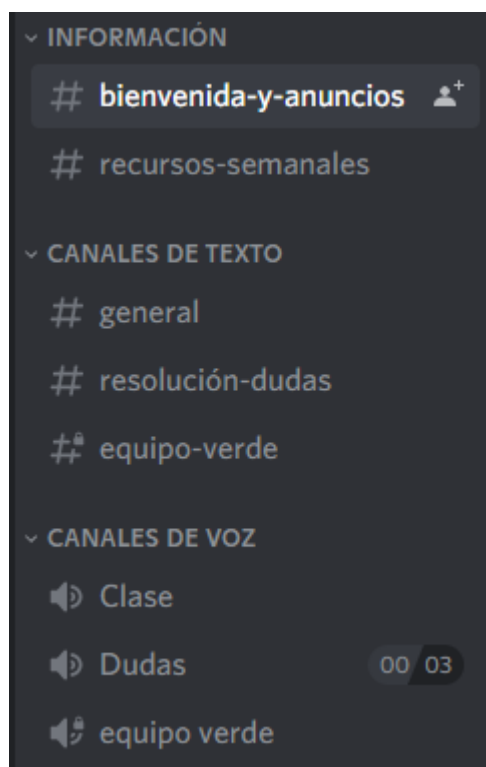 INFORMACIÓN
bienvenida-y-anuncios
recursos-semanales
CANALES DE TEXTO
general
resolución-dudas
equipo-verde
CANALES DE VOZ
Clase
Dudas 00 03
equipo verde